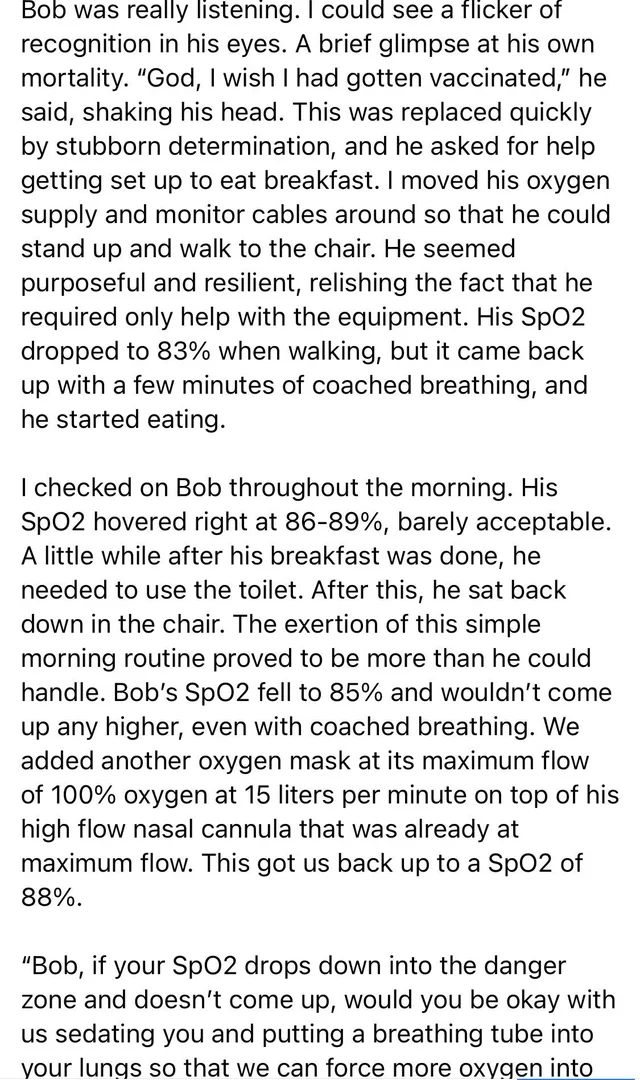 Bob was really listening. I could see a flicker of
recognition in his eyes. A brief glimpse at his own
mortality. “God, I wish I had gotten vaccinated,” he
said, shaking his head. This was replaced quickly
by stubborn determination, and he asked for help
getting set up to eat breakfast. I moved his oxygen
supply and monitor cables around so that he could
stand up and walk to the chair. He seemed
purposeful and resilient, relishing the fact that he
required only help with the equipment. His SpO2
dropped to 83% when walking, but it came back
up with a few minutes of coached breathing, and
he started eating.
I checked on Bob throughout the morning. His
SpO2 hovered right at 86-89%, barely acceptable.
A little while after his breakfast was done, he
needed to use the toilet. After this, he sat back
down in the chair. The exertion of this simple
morning routine proved to be more than he could
handle. Bob’s SpO2 fell to 85% and wouldn’t come
up any higher, even with coached breathing. We
added another oxygen mask at its maximum flow
of 100% oxygen at 15 liters per minute on top of his
high flow nasal cannula that was already at
maximum flow. This got us back up to a SpO2 of
88%.
“Bob, if your SpO2 drops down into the danger
zone and doesn’t come up, would you be okay with
us sedating you and putting a breathing tube into
your lungs so that we can force more oxygen into